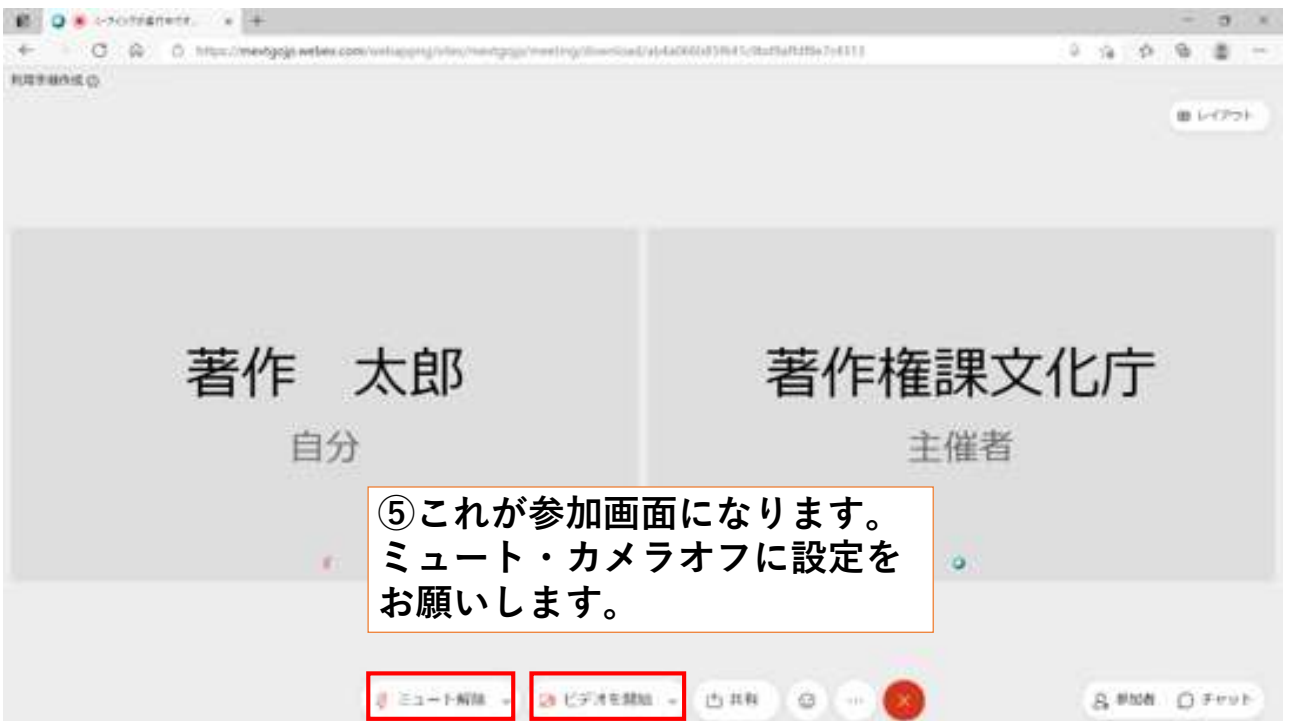 レイアウト
著作　太郎
自分
著作権課文化庁
主催者
⑤これが参加画面になります。
ミュート・カメラオフに設定を
お願いします。
ミュート解除
ビデオを開始
共有
参加者
チャット